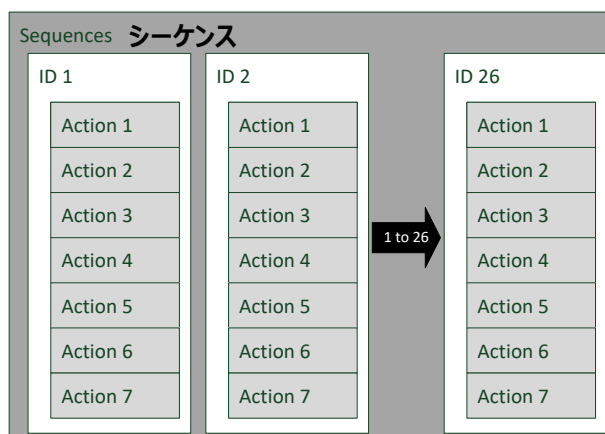 Sequences シーケンス
ID 1
Action 1
Action 2
Action 3
Action 4
Action 5
Action 6
Action 7
ID 2
Action 1
Action 2
Action 3
Action 4
Action 5
Action 6
Action 7
1 to 26
ID 26
Action 1
Action 2
Action 3
Action 4
Action 5
Action 6
Action 7